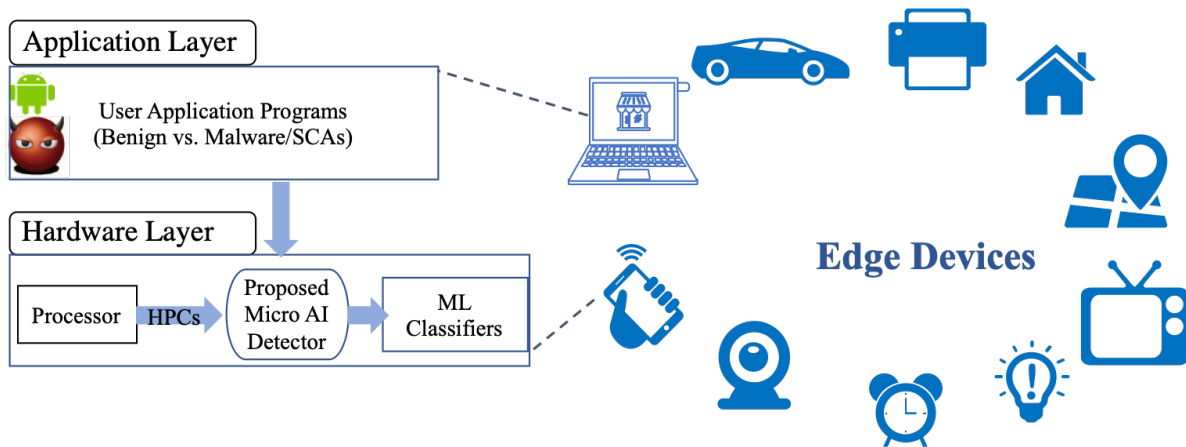 Application Layer
User Application Programs
(Benign vs. Malware/SCAs)
Hardware Layer
Processor
HPCs
Proposed
Micro AI
Detector
ML
Classifiers
Edge Devices